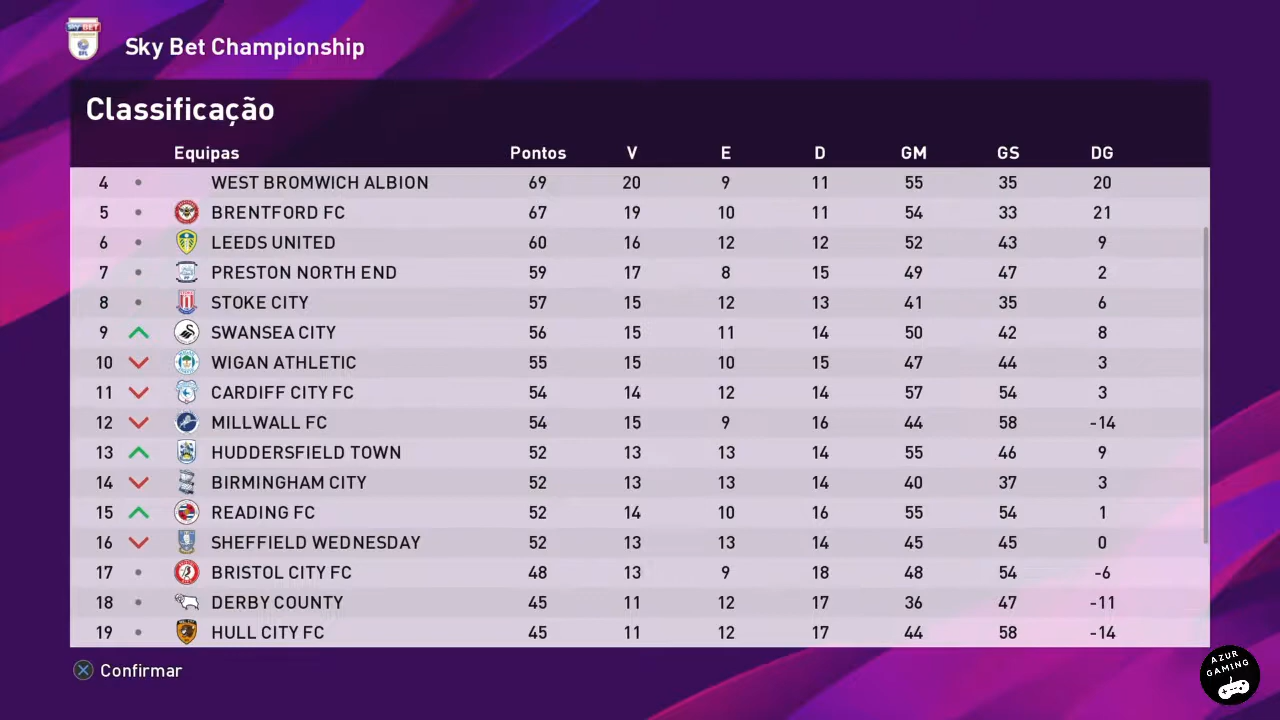 SKY BET
EFL
Sky Bet Championship
Classificação
Equipas Pontos V E D GM GS DG
4 WEST BROMWICH ALBION 69 20 9 11 55 35 20
5 BRENTFORD FC 67 19 10 11 54 33 21
6 LEEDS UNITED 60 16 12 12 52 43 9
7 PRESTON NORTH END 59 17 8 15 49 47 2
8 STOKE CITY 57 15 12 13 41 35 6
9 SWANSEA CITY 56 15 11 14 50 42 8
10 WIGAN ATHLETIC 55 15 10 15 47 44 3
11 CARDIFF CITY FC 54 14 12 14 57 54 3
12 MILLWALL FC 54 15 9 16 44 58 -14
13 HUDDERSFIELD TOWN 52 13 13 14 55 46 9
14 BIRMINGHAM CITY 52 13 13 14 40 37 3
15 READING FC 52 14 10 16 55 54 1
16 SHEFFIELD WEDNESDAY 52 13 13 14 45 45 0
17 BRISTOL CITY FC 48 13 9 18 48 54 -6
18 DERBY COUNTY 45 11 12 17 36 47 -11
19 HULL CITY FC 45 11 12 17 44 58 -14
Confirmar
AZUR
GAMING